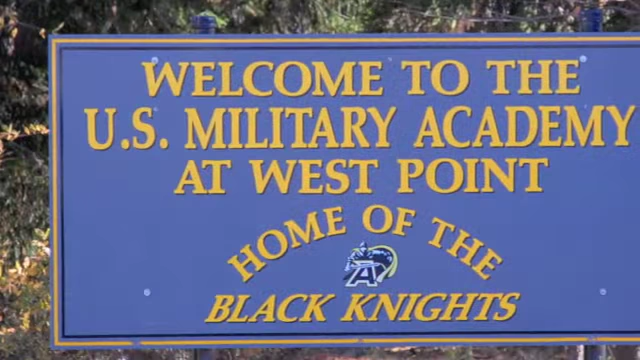 WELCOME TO THE
U.S. MILITARY ACADEMY
AT WEST POINT
HOME OF THE
A
BLACK KNIGHTS